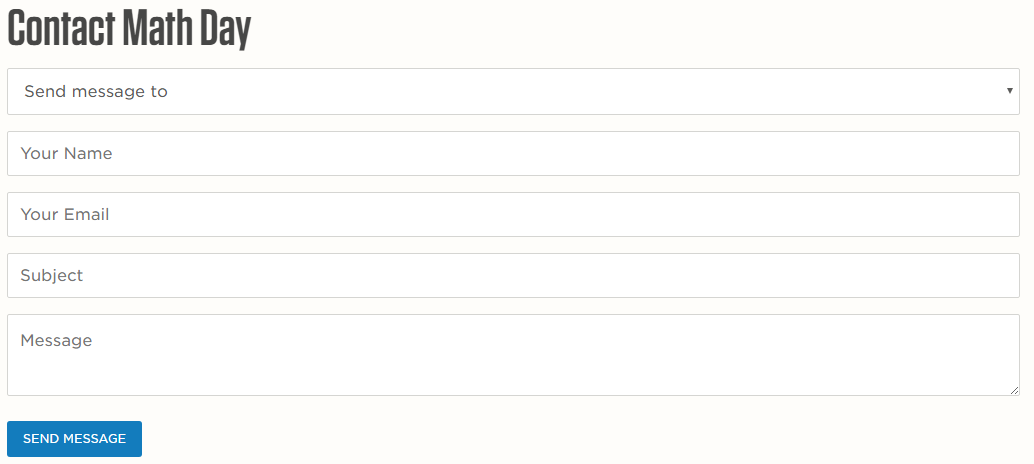 Contact Math Day
Send message to
Your Name
Your Email
Subject
Message
SEND MESSAGE